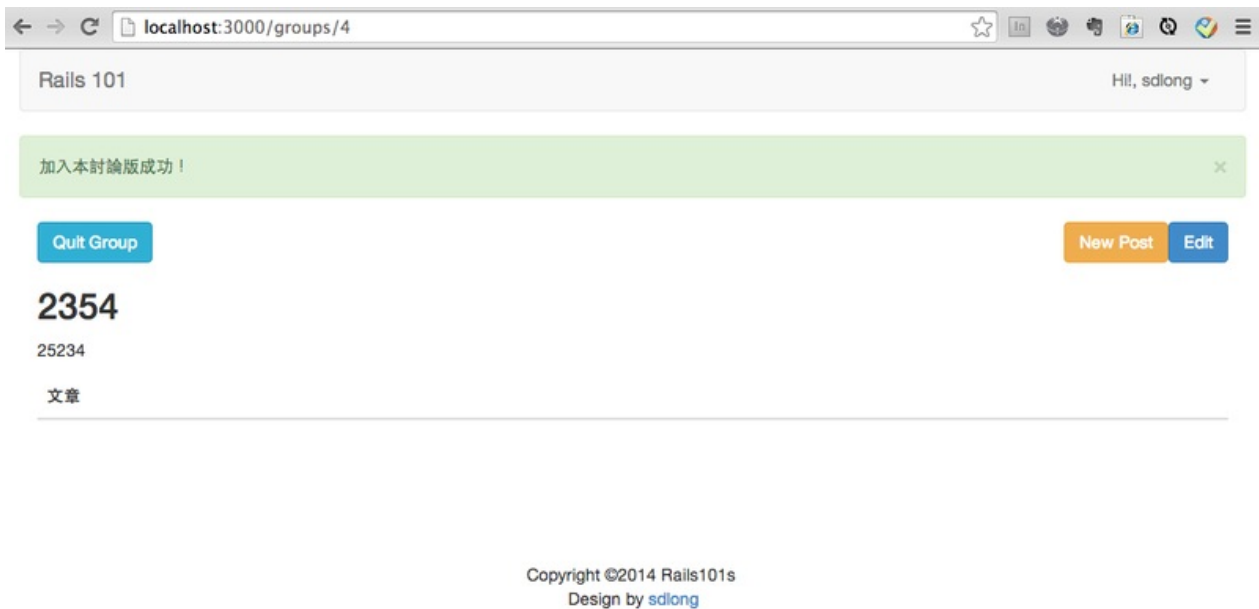 localhost:3000/groups/4
Rails 101 Hi!, sdlong
加入本討論版成功！ ×
Quit Group New Post Edit
2354
25234
文章
Copyright ©2014 Rails101s
Design by sdlong